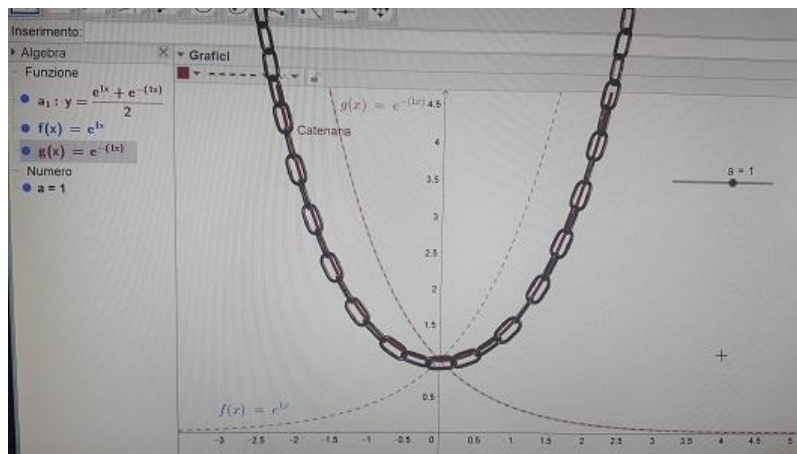 Inserimento:
Algebra
Grafici
Funzione
a₁ : y = (e^(1x) + e^(-(1x))) / 2
f(x) = e^(1x)
g(x) = e^(-(1x))
Numero
a = 1
g(x) = e^(-(1x))
Catenaria
a = 1
f(x) = e^(1x)
4.5
4
3.5
3
2.5
2
1.5
0.5
-3 -2.5 -2 -1.5 -1 -0.5 0 0.5 1 1.5 2 2.5 3 3.5 4 4.5 5